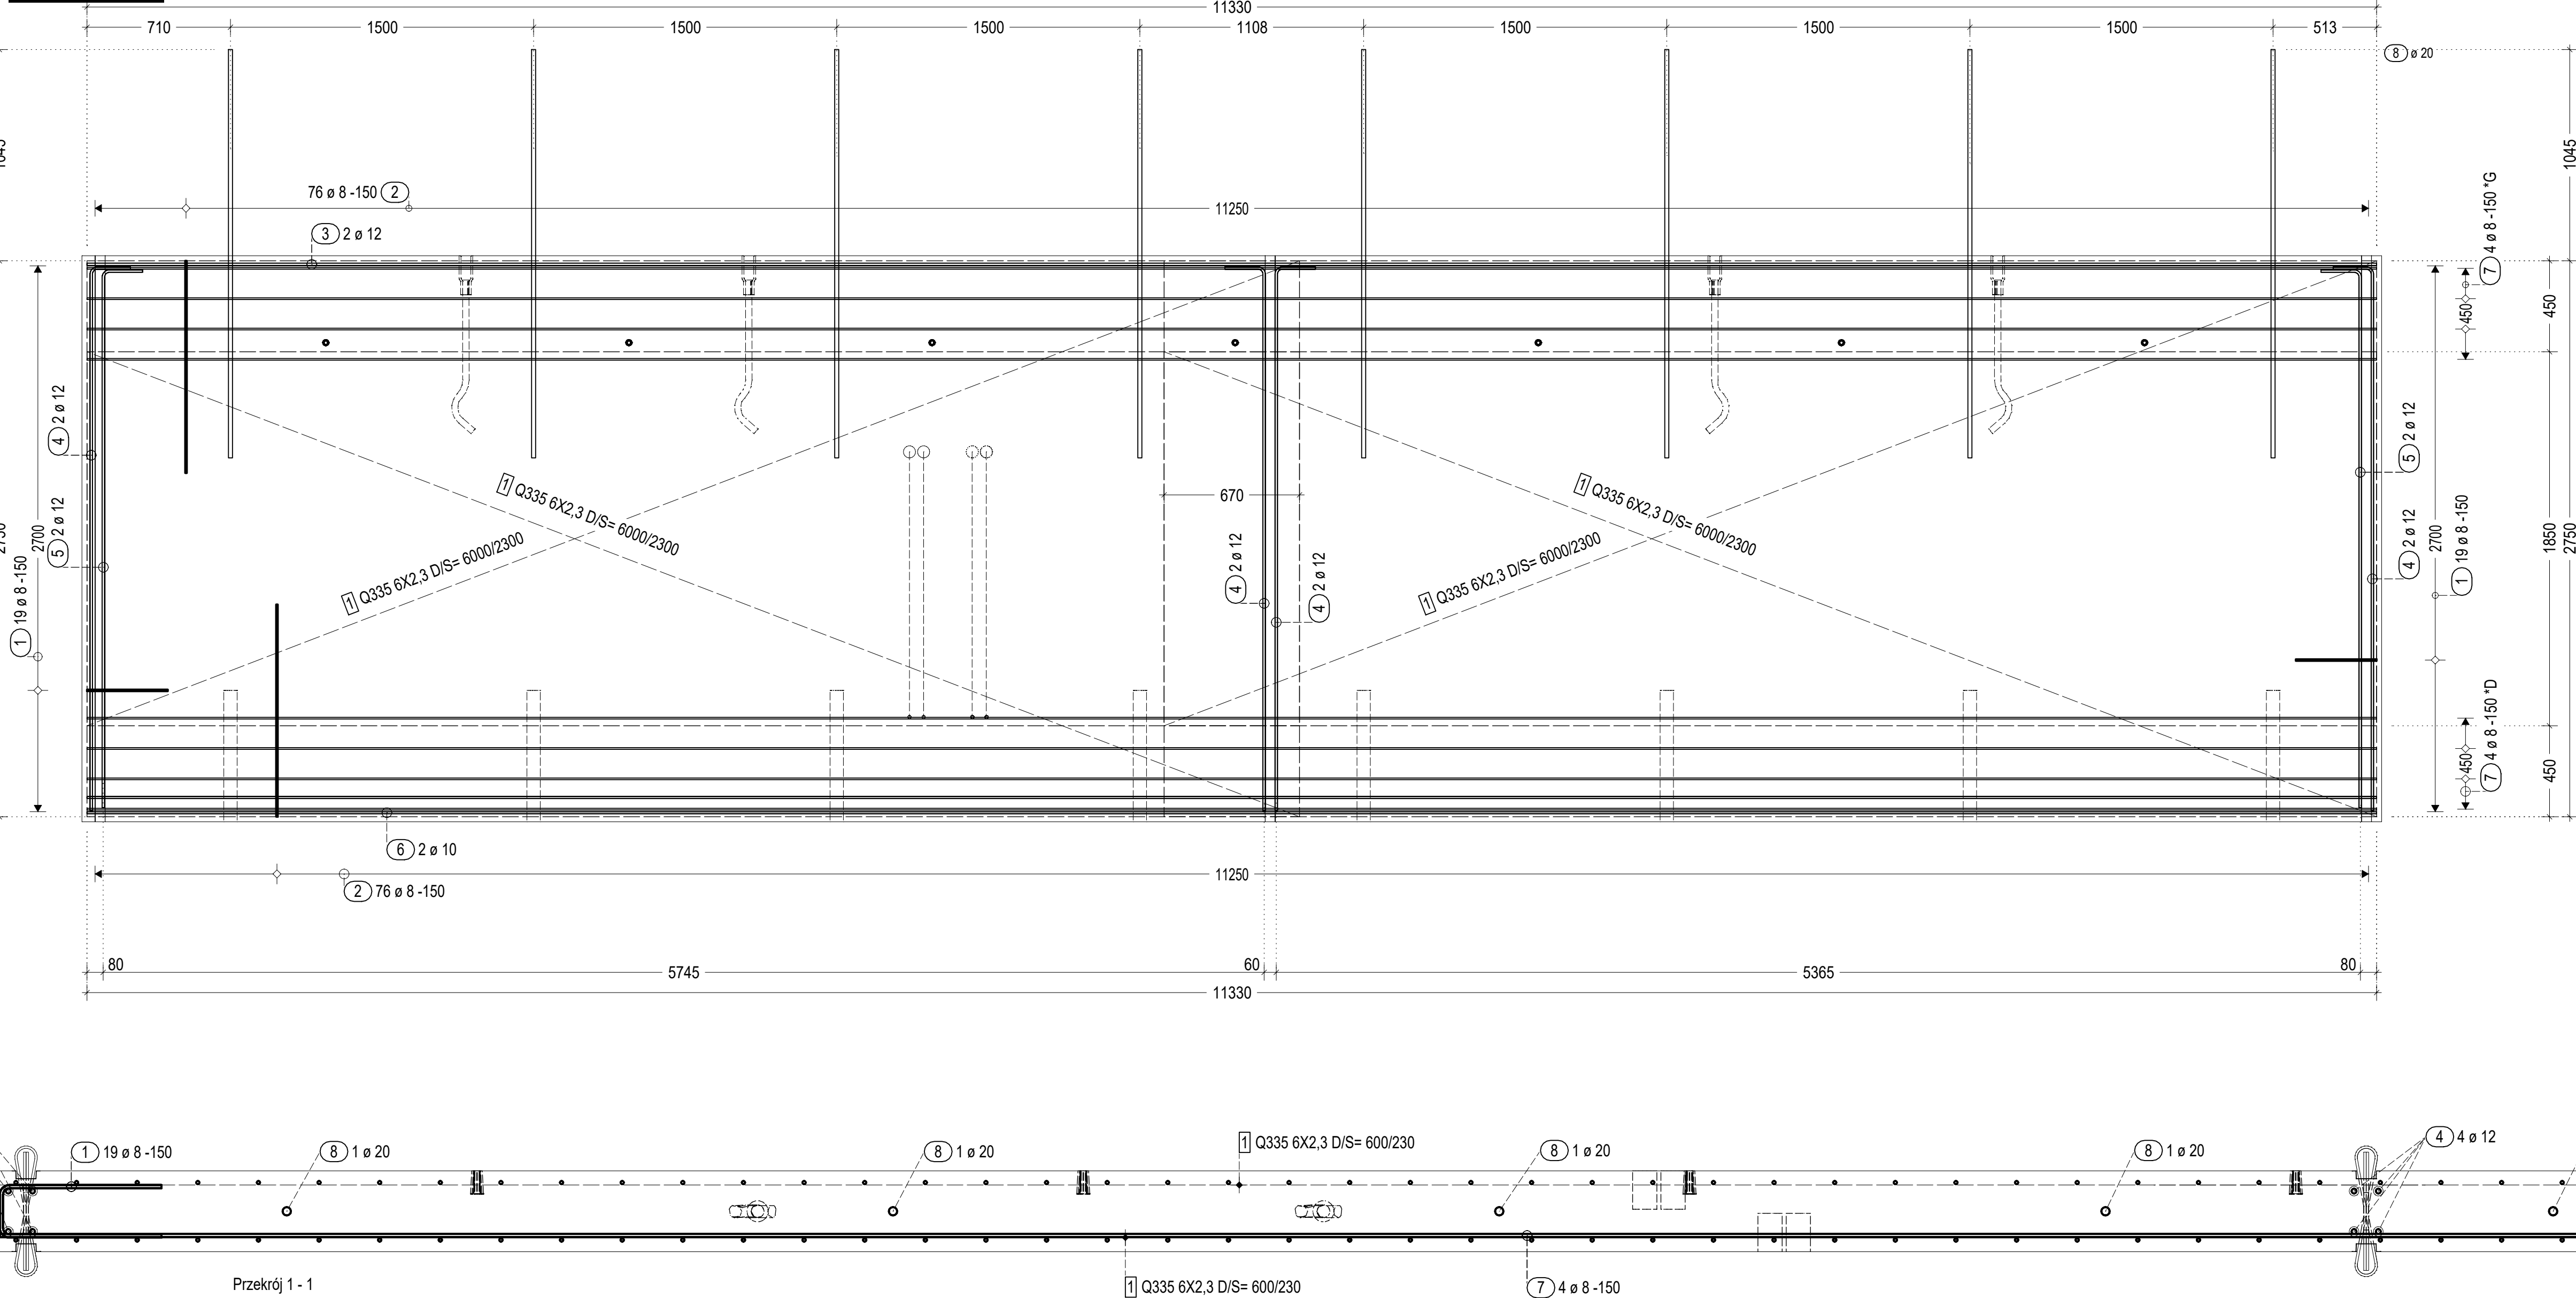 11330
710 1500 1500 1500 1108 1500 1500 1500 513
8 ø 20
1045
76 ø 8 -150 2
11250
3 2 ø 12
7 4 ø 8 -150 *G
450
450
4 2 ø 12
5 2 ø 12
2700
1 19 ø 8 -150
1 Q335 6X2,3 D/S= 6000/2300
1 Q335 6X2,3 D/S= 6000/2300
670
4 2 ø 12
4 2 ø 12
1 Q335 6X2,3 D/S= 6000/2300
1 Q335 6X2,3 D/S= 6000/2300
5 2 ø 12
4 2 ø 12
2700
1 19 ø 8 -150
1850
2750
7 4 ø 8 -150 *D
450
450
6 2 ø 10
11250
2 76 ø 8 -150
80 5745 60 5365 80
11330
1 19 ø 8 -150
8 1 ø 20
8 1 ø 20
1 Q335 6X2,3 D/S= 600/230
8 1 ø 20
8 1 ø 20
4 4 ø 12
Przekrój 1 - 1
1 Q335 6X2,3 D/S= 600/230
7 4 ø 8 -150